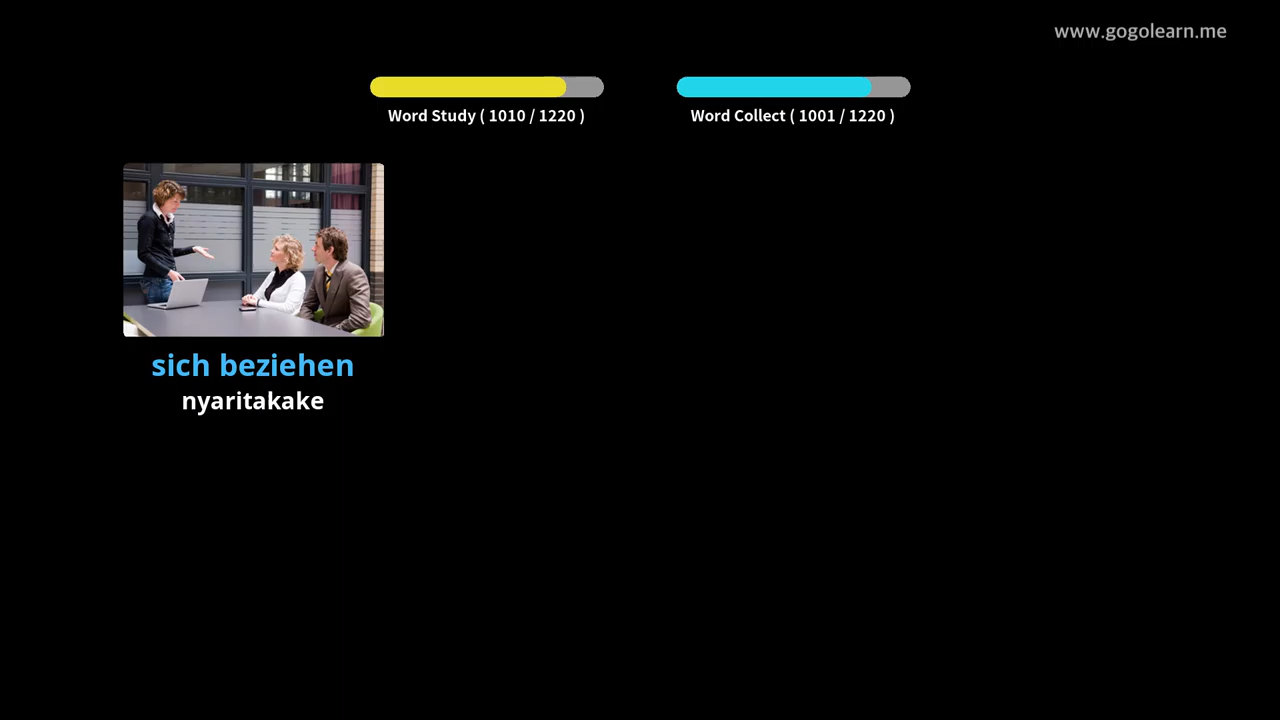 www.gogolearn.me
Word Study ( 1010 / 1220 )
Word Collect ( 1001 / 1220 )
sich beziehen
nyaritakake